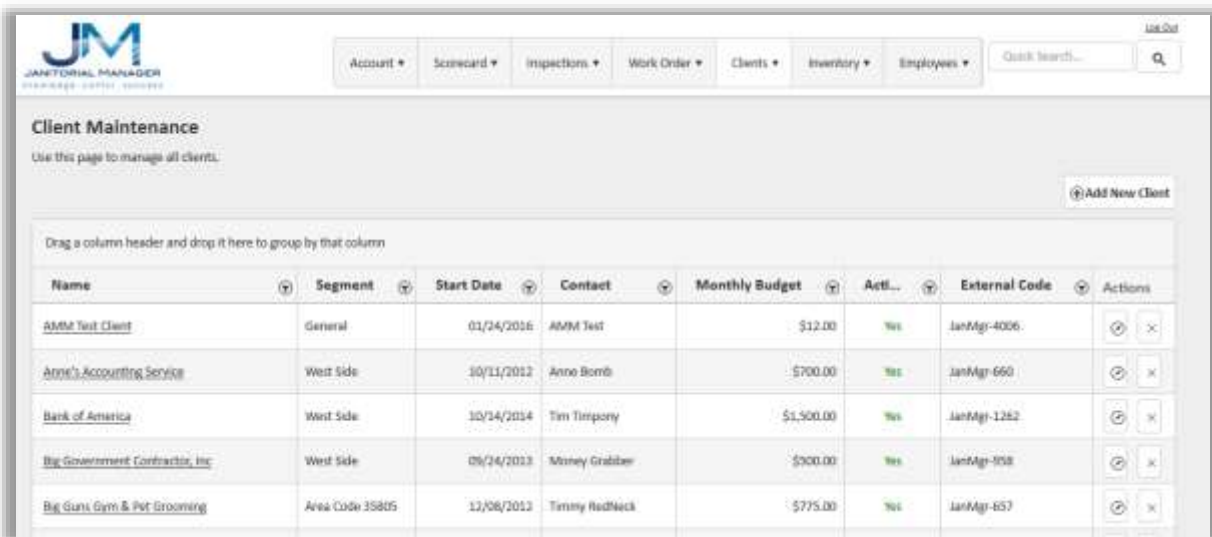 Log Out
JM
JANITORIAL MANAGER
Account Scorecard Inspections Work Order Clients Inventory Employees Quick Search...
Client Maintenance
Use this page to manage all clients.
Add New Client
Drag a column header and drop it here to group by that column
Name Segment Start Date Contact Monthly Budget Acti... External Code Actions
AMM Test Client General 01/24/2016 AMM Test $12.00 Yes JanMgr-4006
Anne's Accounting Service West Side 10/11/2012 Anne Bomb $700.00 Yes JanMgr-660
Bank of America West Side 10/14/2014 Tim Timpony $1,500.00 Yes JanMgr-1262
Big Government Contractor, Inc West Side 09/24/2013 Money Grabber $500.00 Yes JanMgr-958
Big Guns Gym & Pet Grooming Area Code 35805 12/08/2012 Timmy RedNeck $775.00 Yes JanMgr-657